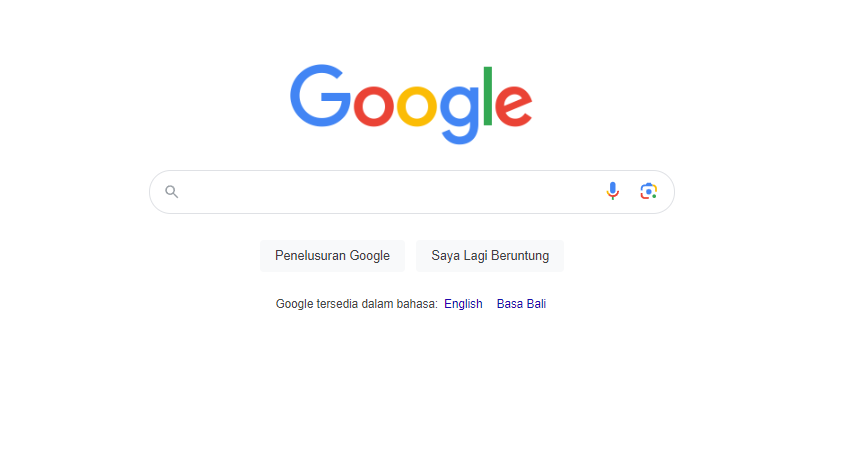 Google
Penelusuran Google
Saya Lagi Beruntung
Google tersedia dalam bahasa: English Basa Bali